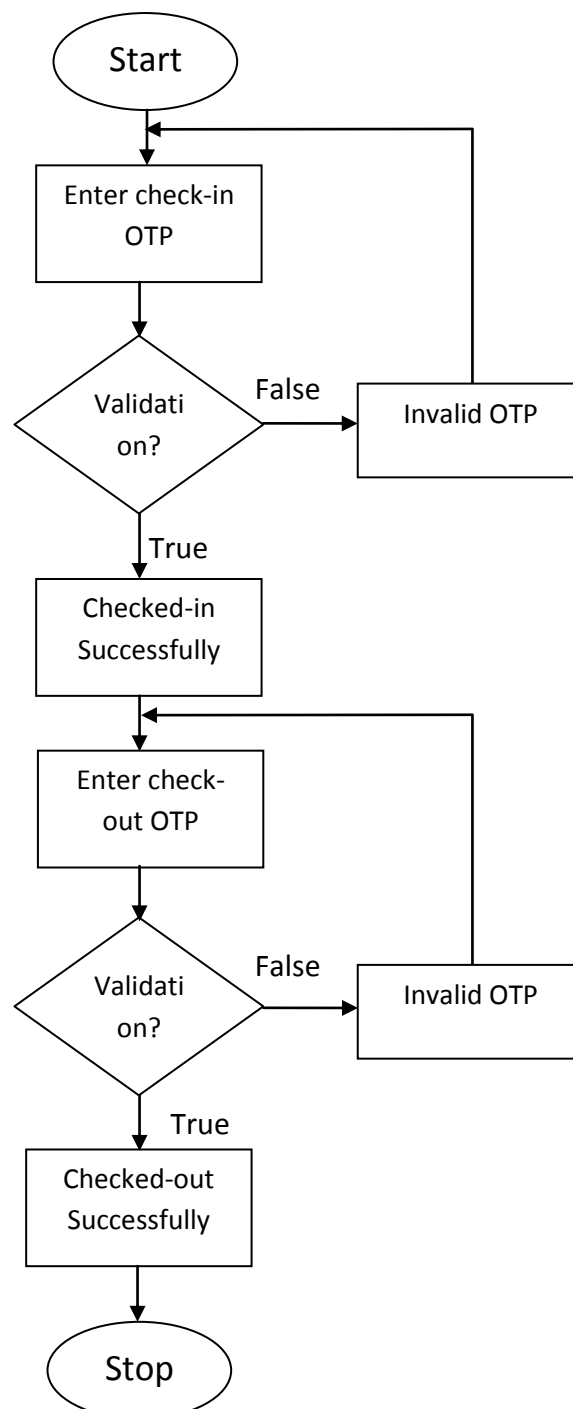 Start
Enter check-in
OTP
Validati
on?
False
Invalid OTP
True
Checked-in
Successfully
Enter check-
out OTP
Validati
on?
False
Invalid OTP
True
Checked-out
Successfully
Stop